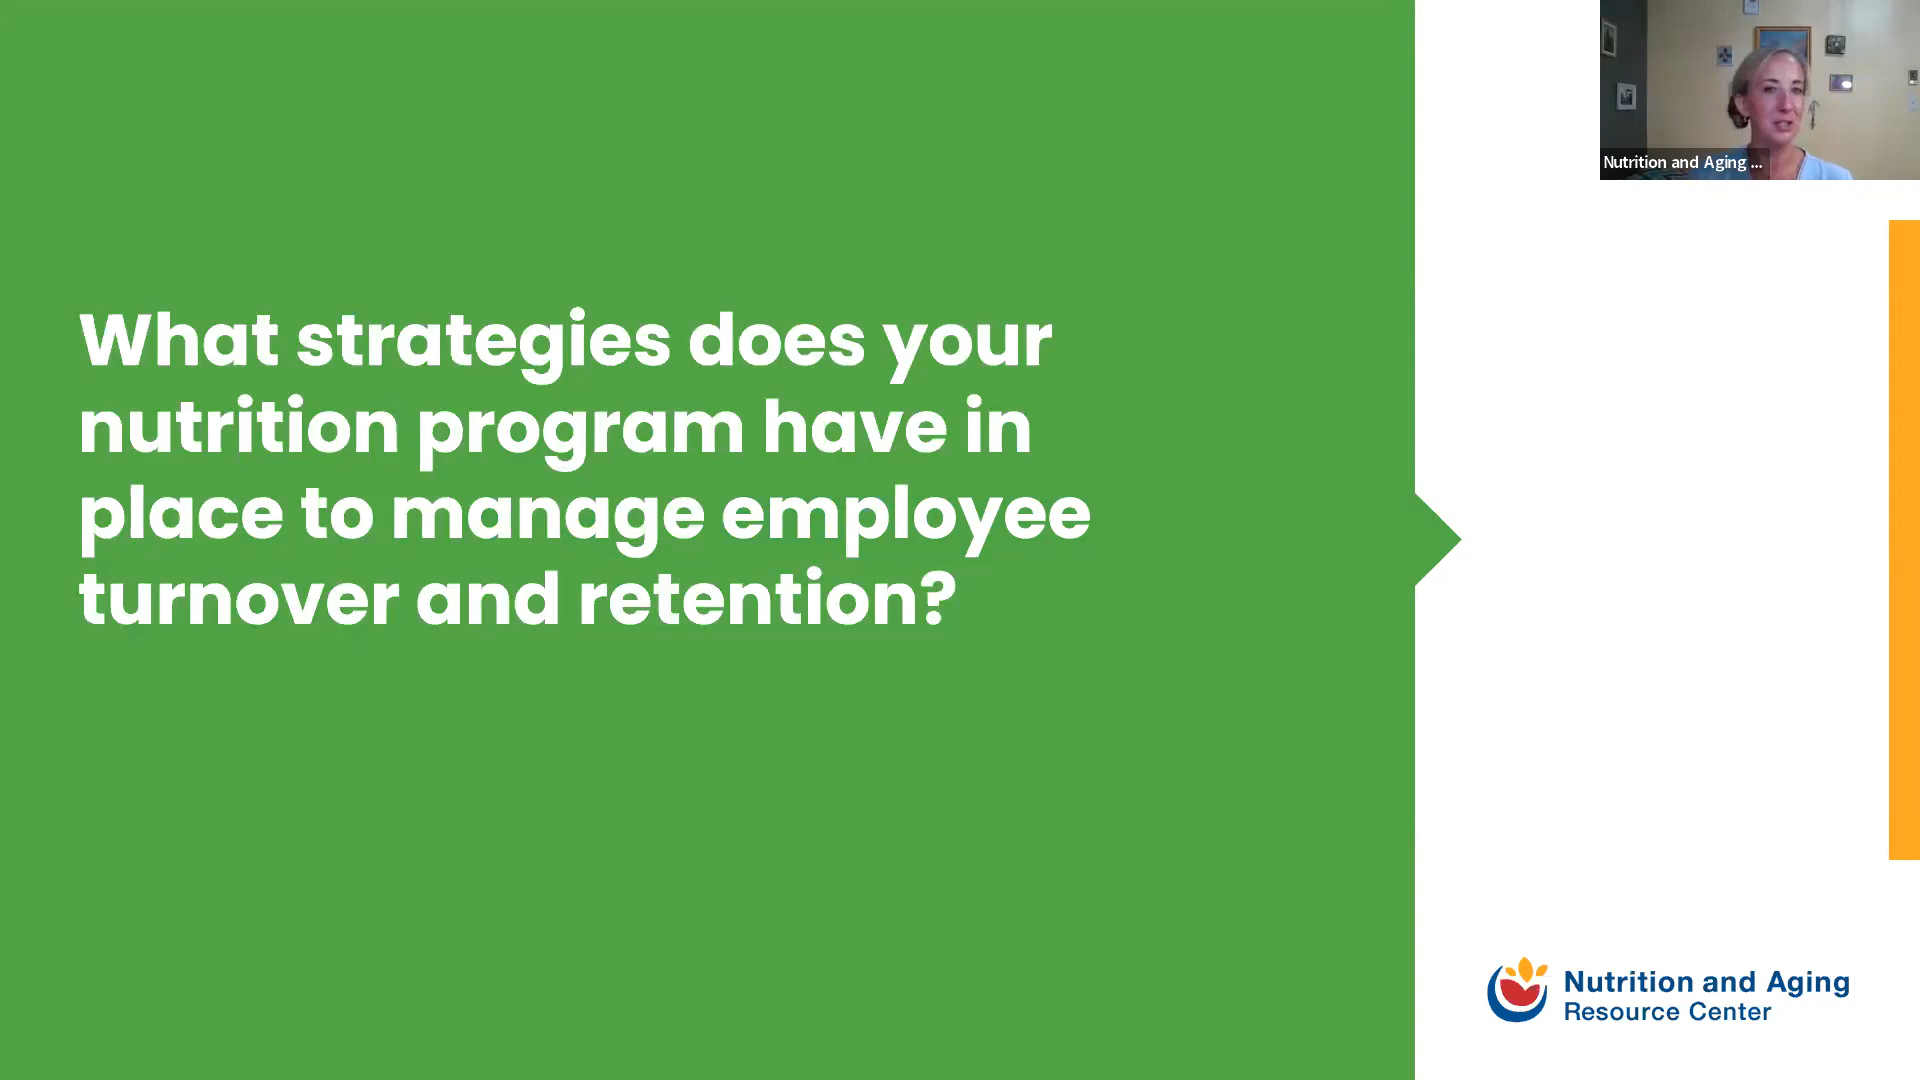 What strategies does your
nutrition program have in
place to manage employee
turnover and retention?
Nutrition and Aging ...
Nutrition and Aging
Resource Center